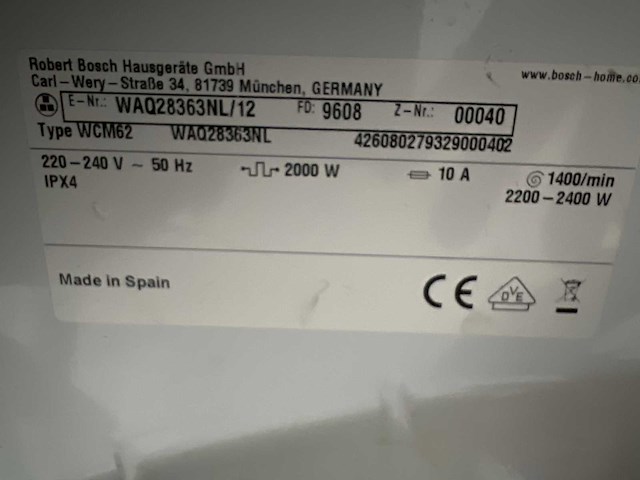 Robert Bosch Hausgeräte GmbH
www.bosch-home.co
Carl-Wery-Straße 34, 81739 München, GERMANY
E-Nr.: WAQ28363NL/12 FD: 9608 Z-Nr.: 00040
Type WCM62 WAQ28363NL 426080279329000402
220-240 V ~ 50 Hz 2000 W 10 A 1400/min
IPX4 2200-2400 W
Made in Spain CE DVE